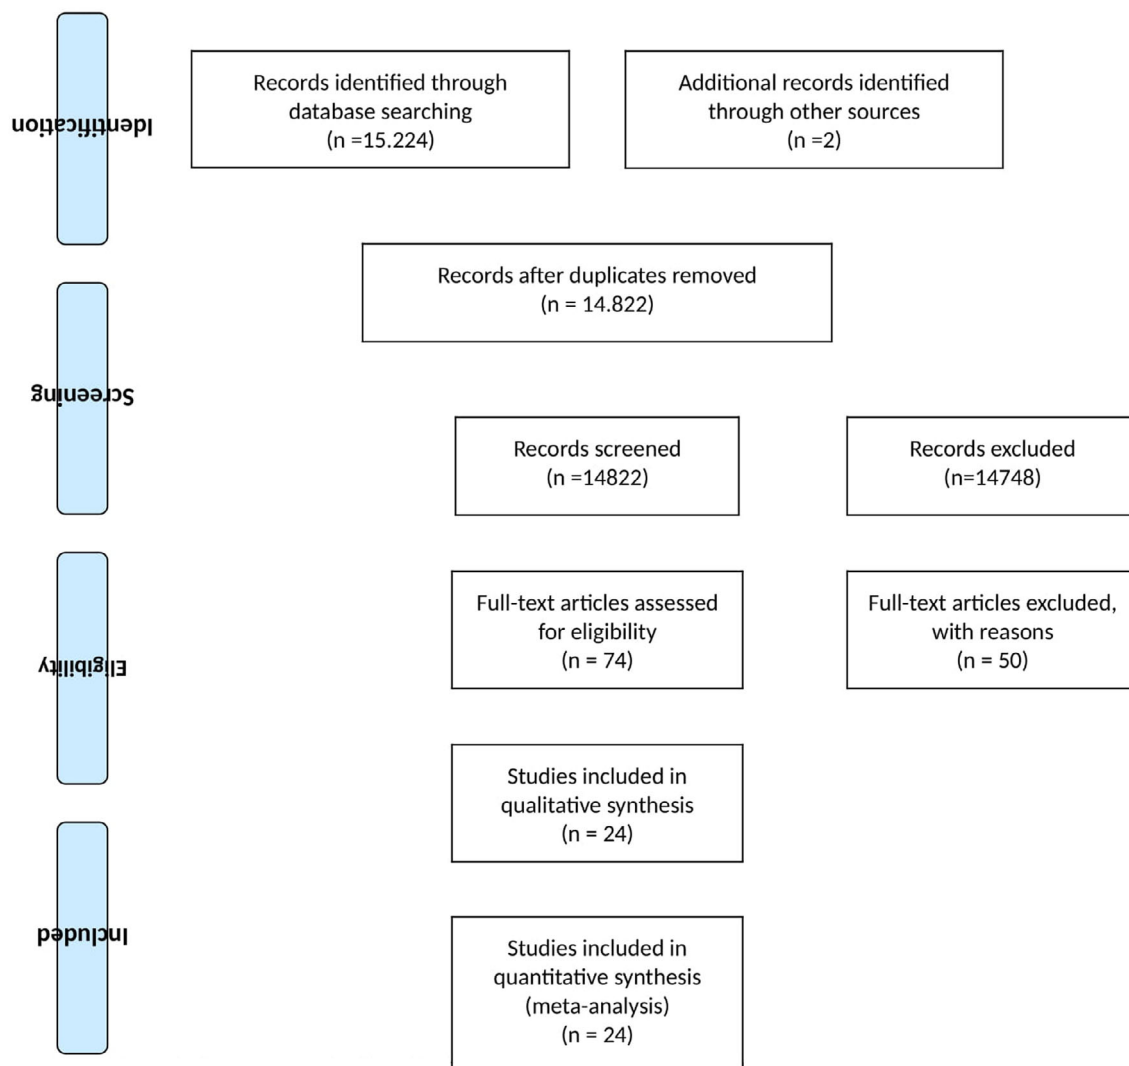 Identification
Records identified through
database searching
(n =15.224)
Additional records identified
through other sources
(n =2)
Records after duplicates removed
(n = 14.822)
Screening
Records screened
(n =14822)
Records excluded
(n=14748)
Eligibility
Full-text articles assessed
for eligibility
(n = 74)
Full-text articles excluded,
with reasons
(n = 50)
Studies included in
qualitative synthesis
(n = 24)
Included
Studies included in
quantitative synthesis
(meta-analysis)
(n = 24)